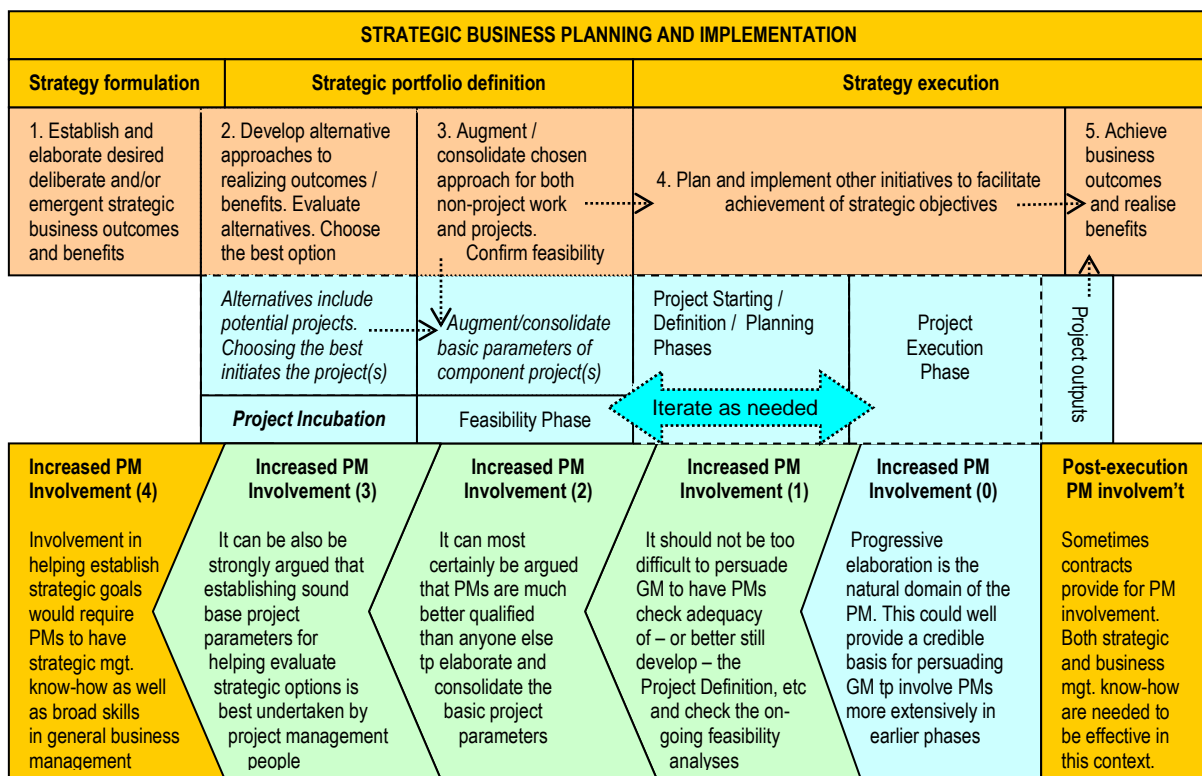 STRATEGIC BUSINESS PLANNING AND IMPLEMENTATION
Strategy formulation
Strategic portfolio definition
Strategy execution
1. Establish and
elaborate desired
deliberate and/or
emergent strategic
business outcomes
and benefits
2. Develop alternative
approaches to
realizing outcomes /
benefits. Evaluate
alternatives. Choose
the best option
3. Augment /
consolidate chosen
approach for both
non-project work
and projects.
Confirm feasibility
4. Plan and implement other initiatives to facilitate
achievement of strategic objectives
5. Achieve
business
outcomes
and realise
benefits
Alternatives include
potential projects.
Choosing the best
initiates the project(s)
Augment/consolidate
basic parameters of
component project(s)
Project Starting /
Definition / Planning
Phases
Project
Execution
Phase
Project outputs
Project Incubation
Feasibility Phase
Iterate as needed
Increased PM
Involvement (4)
Involvement in
helping establish
strategic goals
would require
PMs to have
strategic mgt.
know-how as well
as broad skills
in general business
management
Increased PM
Involvement (3)
It can be also be
strongly argued that
establishing sound
base project
parameters for
helping evaluate
strategic options is
best undertaken by
project management
people
Increased PM
Involvement (2)
It can most
certainly be argued
that PMs are much
better qualified
than anyone else
tp elaborate and
consolidate the
basic project
parameters
Increased PM
Involvement (1)
It should not be too
difficult to persuade
GM to have PMs
check adequacy
of – or better still
develop – the
Project Definition, etc
and check the on-
going feasibility
analyses
Increased PM
Involvement (0)
Progressive
elaboration is the
natural domain of the
PM. This could well
provide a credible
basis for persuading
GM tp involve PMs
more extensively in
earlier phases
Post-execution
PM involvem't
Sometimes
contracts
provide for PM
involvement.
Both strategic
and business
mgt. know-how
are needed to
be effective in
this context.